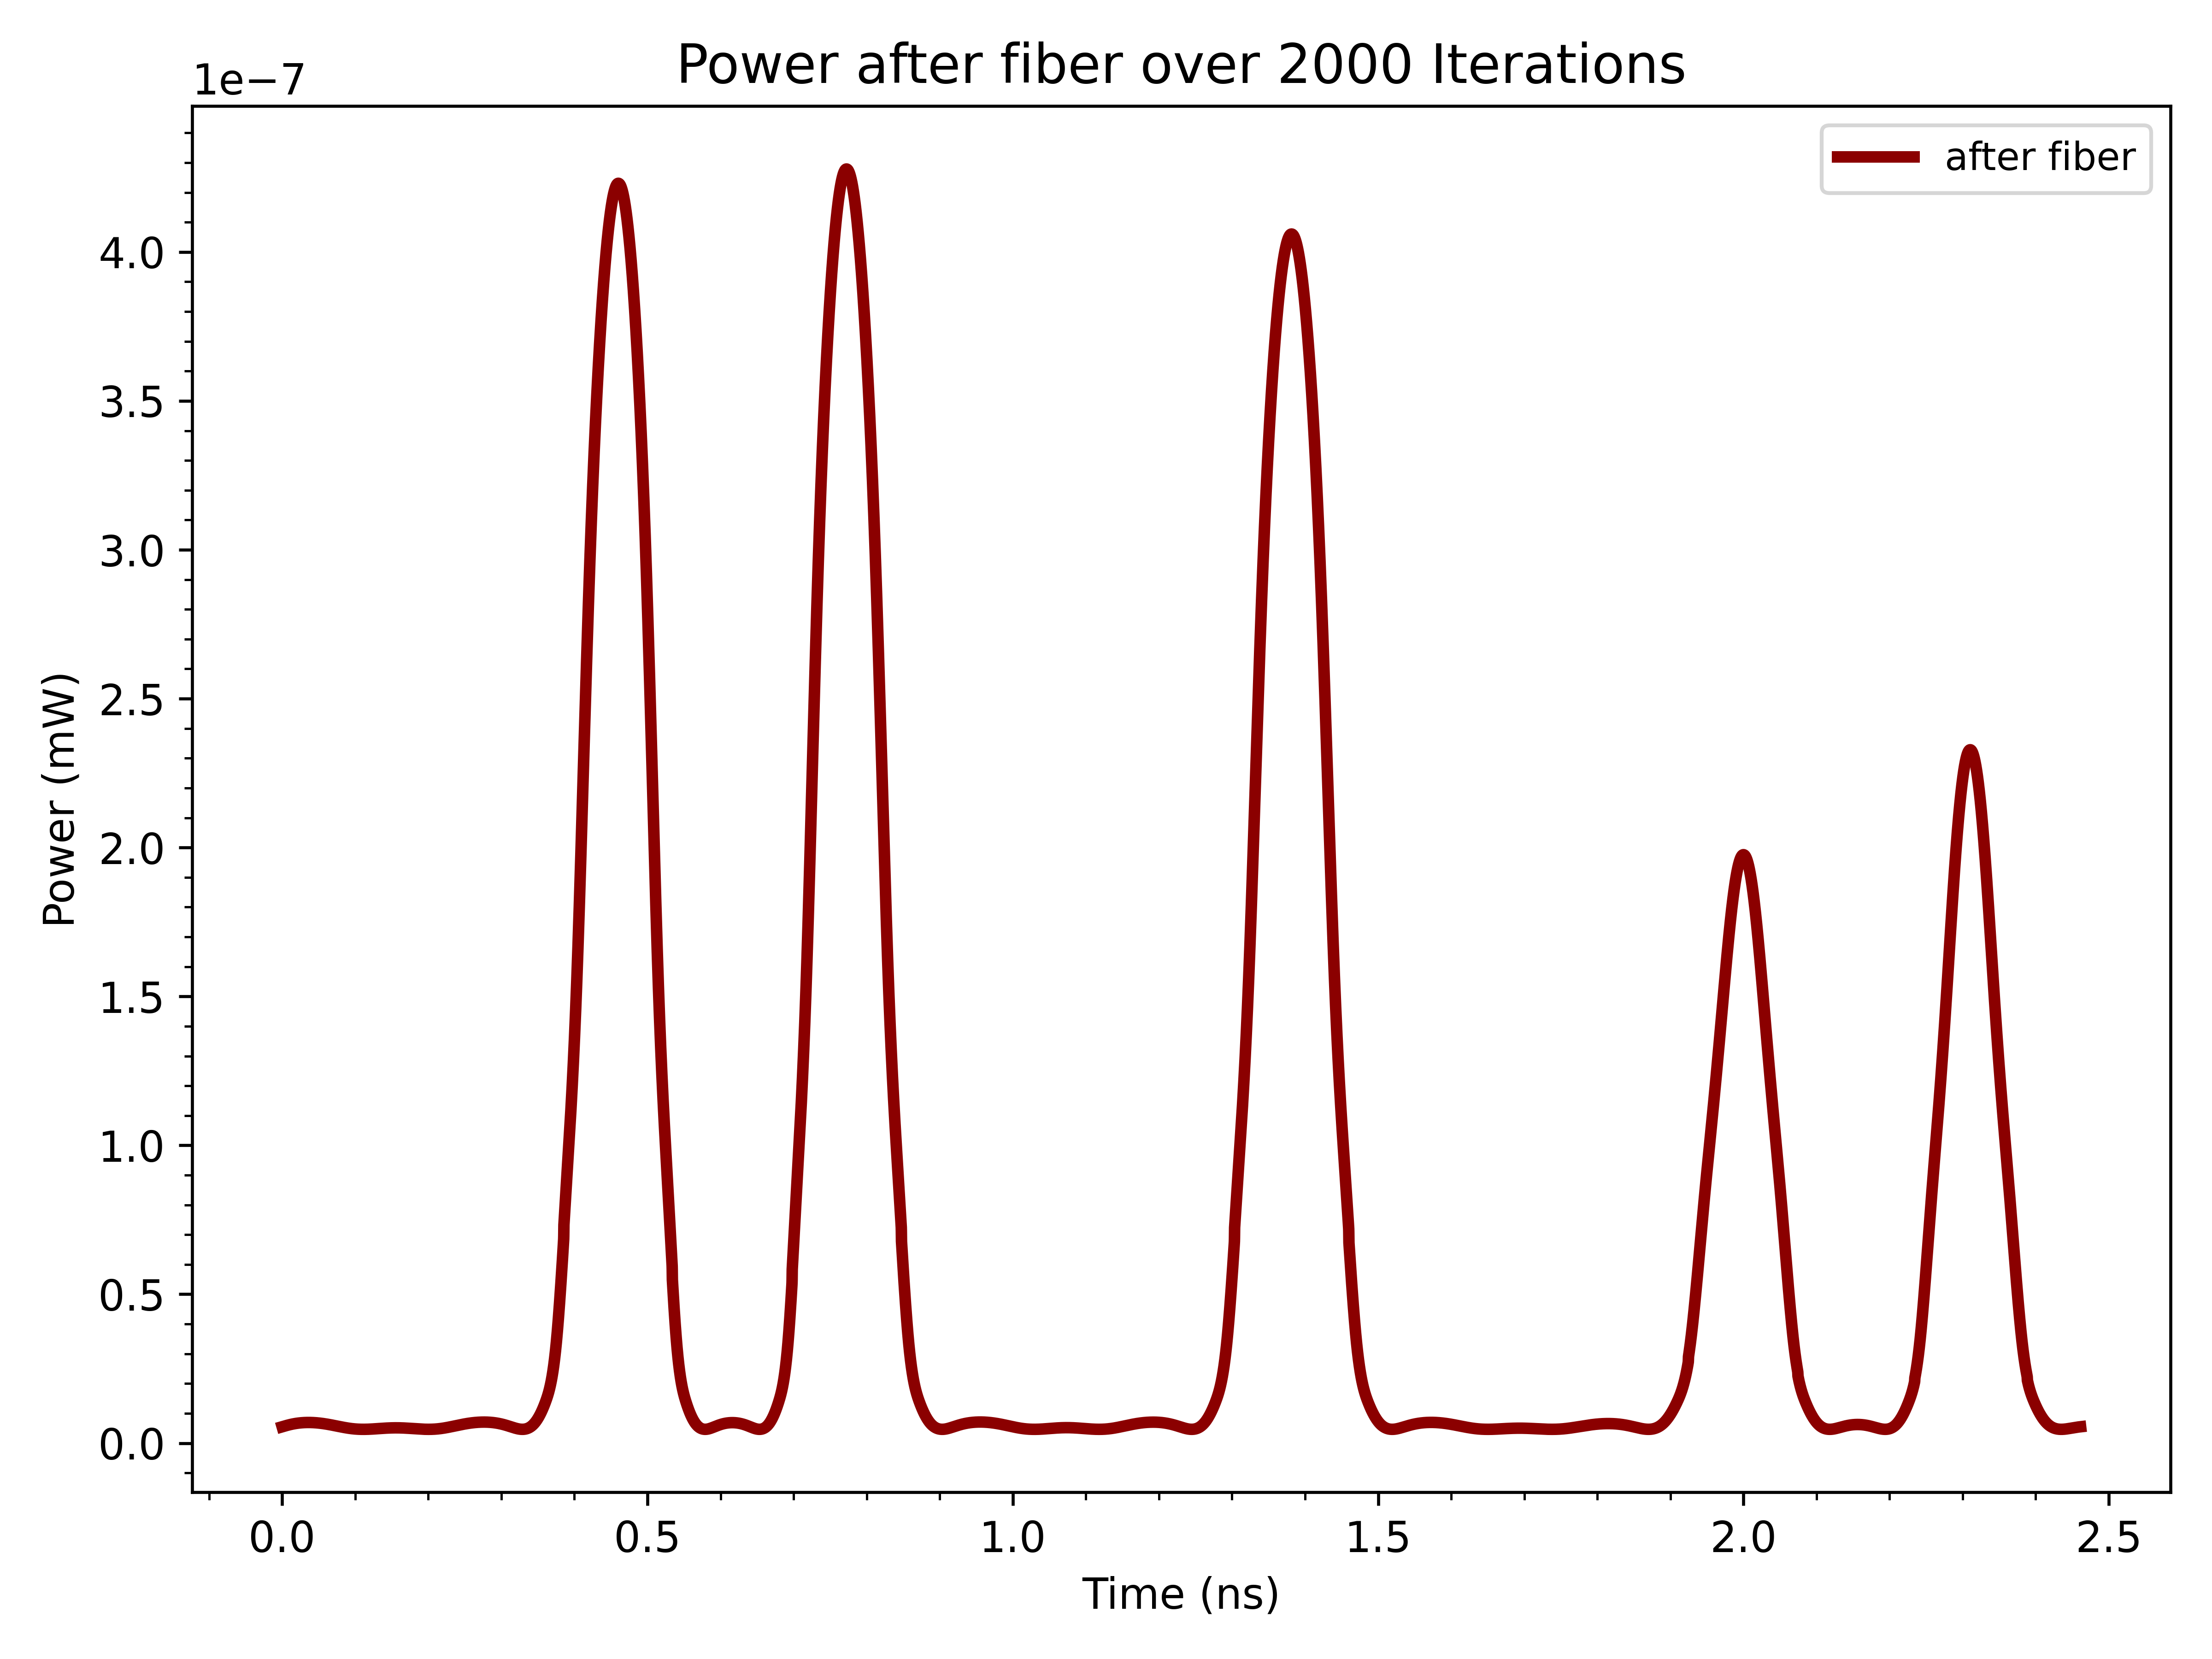 Power after fiber over 2000 Iterations
1e−7
after fiber
4.0
3.5
3.0
2.5
2.0
1.5
1.0
0.5
0.0
Power (mW)
0.0 0.5 1.0 1.5 2.0 2.5
Time (ns)